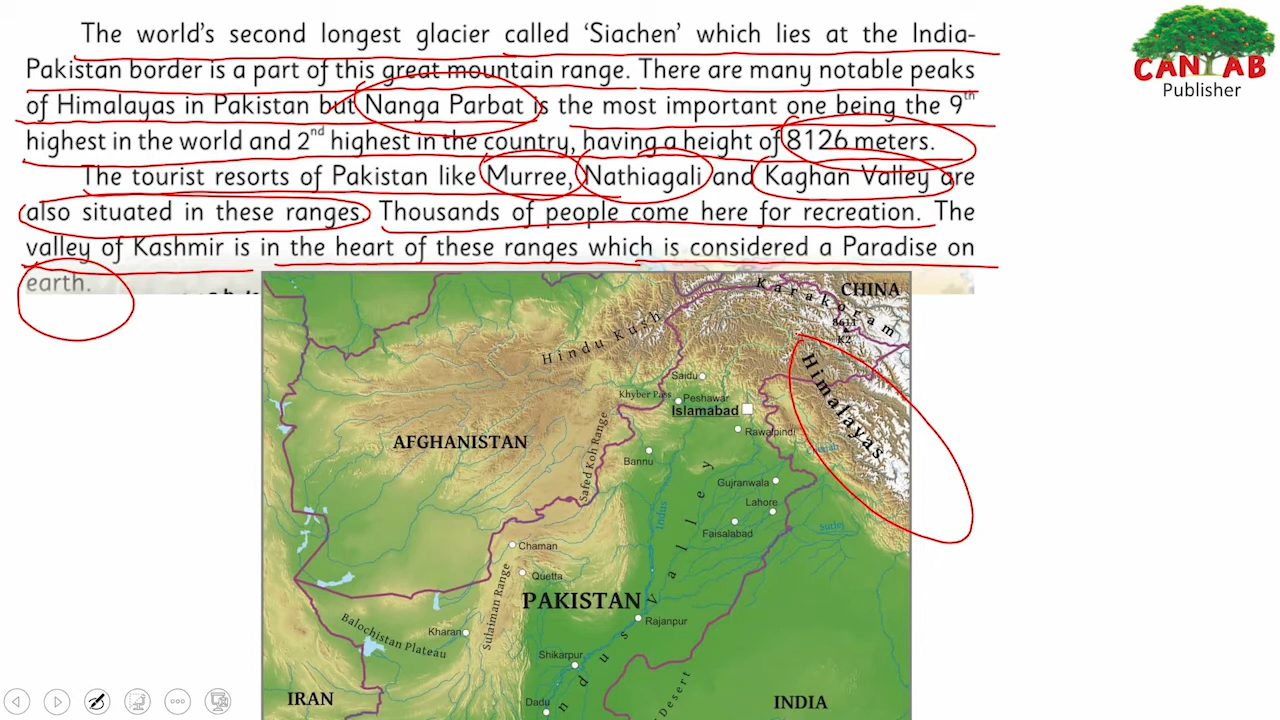 The world's second longest glacier called 'Siachen' which lies at the India-
Pakistan border is a part of this great mountain range. There are many notable peaks
of Himalayas in Pakistan but Nanga Parbat is the most important one being the 9th
highest in the world and 2nd highest in the country, having a height of 8126 meters.
The tourist resorts of Pakistan like Murree, Nathiagali and Kaghan Valley are
also situated in these ranges. Thousands of people come here for recreation. The
valley of Kashmir is in the heart of these ranges which is considered a Paradise on
earth.
CANTAB
Publisher
CHINA
Karakoram
8611
K2
Hindu Kush
Himalayas
Saidu
Khyber Pass
Peshawar
Islamabad
Rawalpindi
AFGHANISTAN
Safed Koh Range
Bannu
Chenab
Gujranwala
Lahore
Indus
Faisalabad
Sutlej
Chaman
Quetta
Sulaiman Range
PAKISTAN
Indus Valley
Rajanpur
Kharan
Balochistan Plateau
Shikarpur
Dadu
Desert
IRAN
INDIA